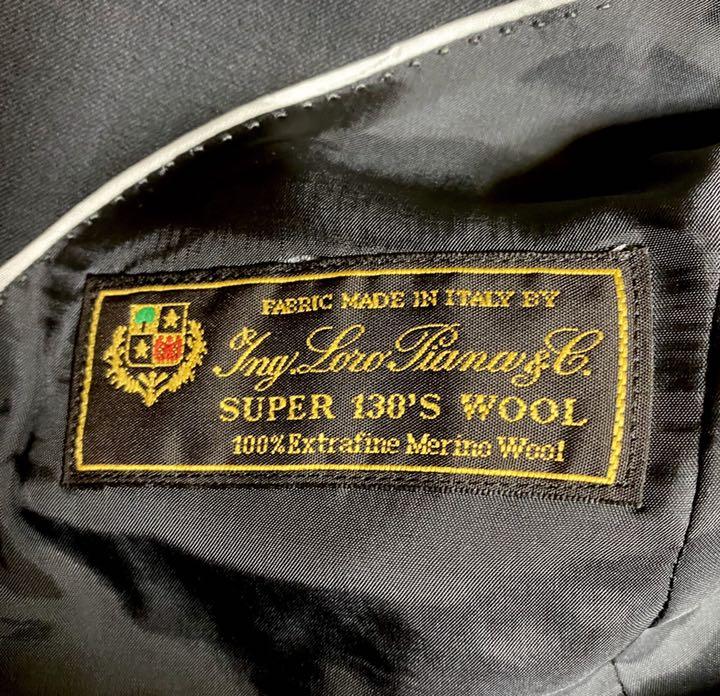 FABRIC MADE IN ITALY BY
Ing. Loro Piana & C.
SUPER 130'S WOOL
100% Extrafine Merino Wool